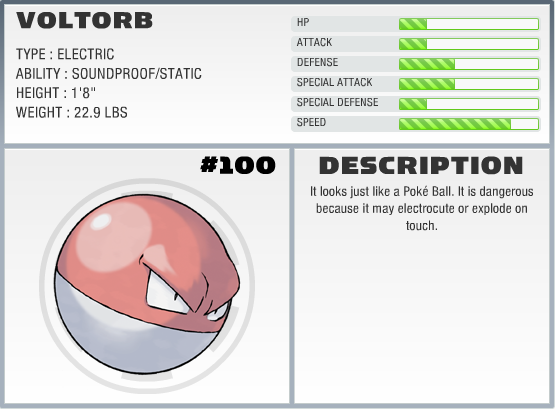 VOLTORB
TYPE : ELECTRIC
ABILITY : SOUNDPROOF/STATIC
HEIGHT : 1'8"
WEIGHT : 22.9 LBS
HP
ATTACK
DEFENSE
SPECIAL ATTACK
SPECIAL DEFENSE
SPEED
#100
DESCRIPTION
It looks just like a Poké Ball. It is dangerous
because it may electrocute or explode on
touch.